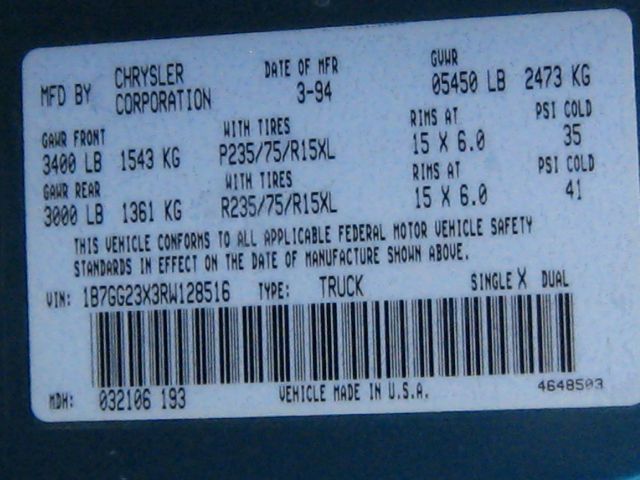 MFD BY CHRYSLER CORPORATION DATE OF MFR 3-94 GVWR 05450 LB 2473 KG
GAWR FRONT WITH TIRES RIMS AT PSI COLD
3400 LB 1543 KG P235/75/R15XL 15 X 6.0 35
GAWR REAR WITH TIRES RIMS AT PSI COLD
3000 LB 1361 KG R235/75/R15XL 15 X 6.0 41
THIS VEHICLE CONFORMS TO ALL APPLICABLE FEDERAL MOTOR VEHICLE SAFETY
STANDARDS IN EFFECT ON THE DATE OF MANUFACTURE SHOWN ABOVE.
VIN: 1B7GG23X3RW128516 TYPE: TRUCK SINGLE X DUAL
MDH: 032106 193 VEHICLE MADE IN U.S.A. 4648503